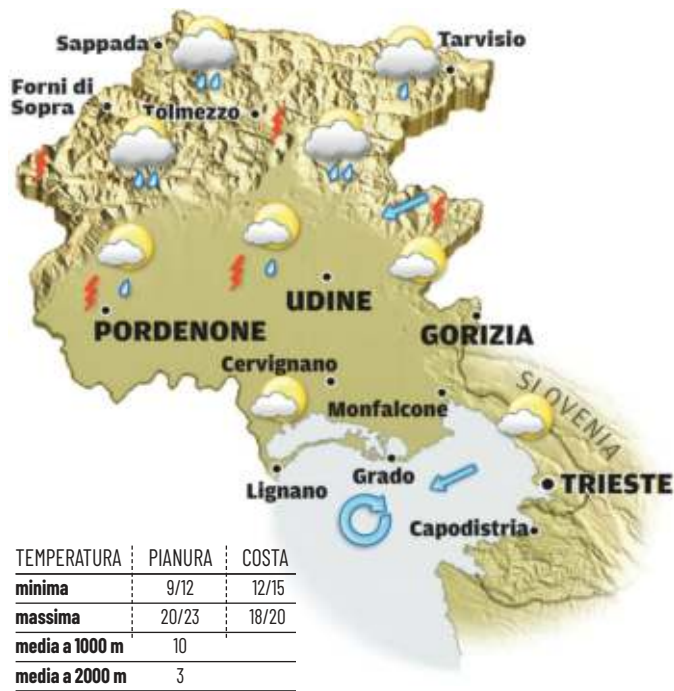 Sappada
Tarvisio
Forni di
Sopra
Tolmezzo
UDINE
PORDENONE
GORIZIA
Cervignano
SLOVENIA
Monfalcone
Grado
Lignano
TRIESTE
Capodistria
TEMPERATURA PIANURA COSTA
minima 9/12 12/15
massima 20/23 18/20
media a 1000 m 10
media a 2000 m 3